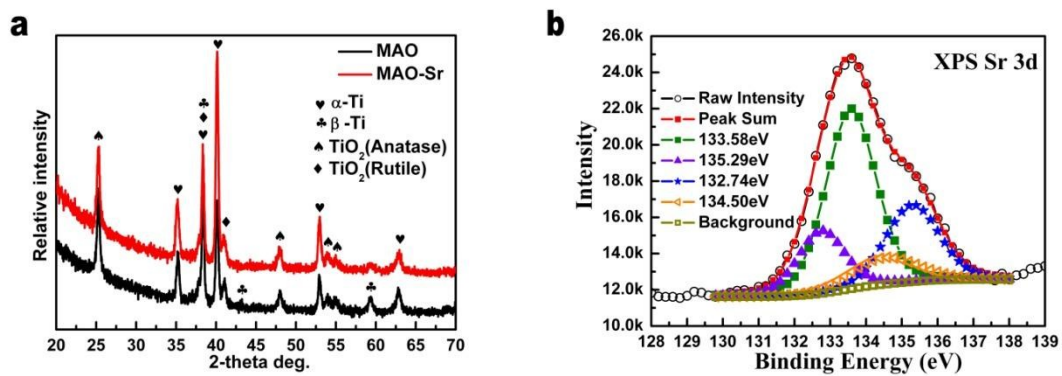 a
Relative intensity
MAO
MAO-Sr
♥ α-Ti
♣ β-Ti
♠ TiO2(Anatase)
♦ TiO2(Rutile)
20 25 30 35 40 45 50 55 60 65 70
2-theta deg.
b
XPS Sr 3d
Intensity
26.0k
24.0k
22.0k
20.0k
18.0k
16.0k
14.0k
12.0k
10.0k
Raw Intensity
Peak Sum
133.58eV
135.29eV
132.74eV
134.50eV
Background
128 129 130 131 132 133 134 135 136 137 138 139
Binding Energy (eV)